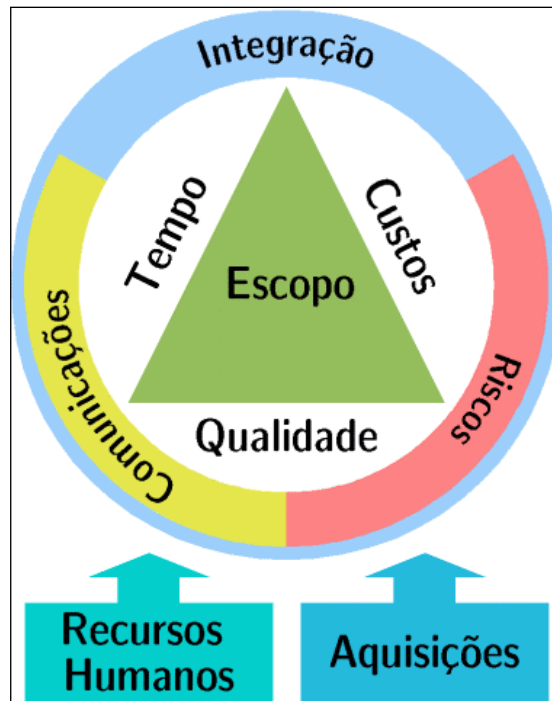 Integração
Tempo
Custos
Escopo
Comunicações
Riscos
Qualidade
Recursos
Humanos
Aquisições